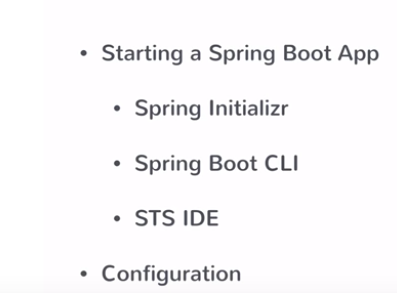 • Starting a Spring Boot App
• Spring Initializr
• Spring Boot CLI
• STS IDE
• Configuration